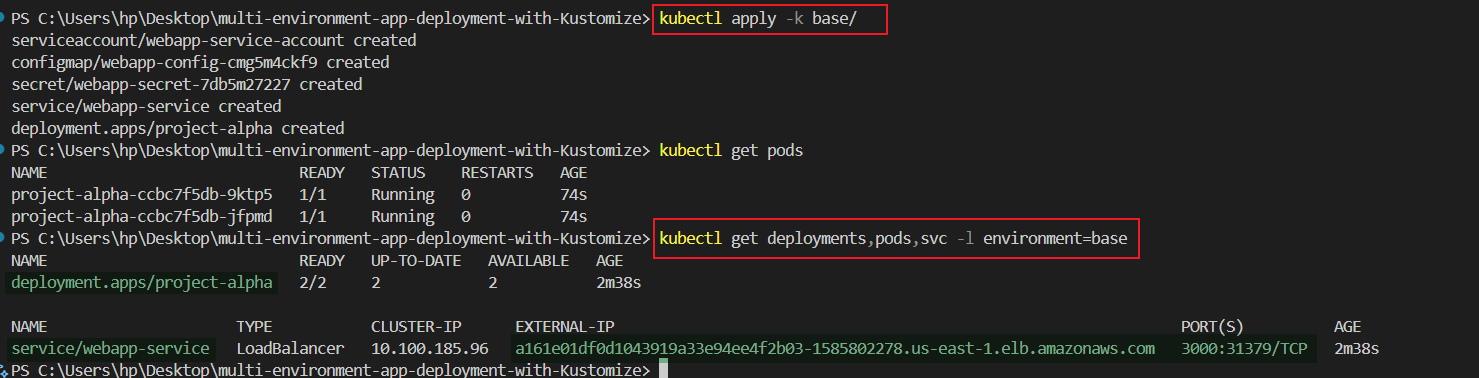 PS C:\Users\hp\Desktop\multi-environment-app-deployment-with-Kustomize> kubectl apply -k base/
serviceaccount/webapp-service-account created
configmap/webapp-config-cmg5m4ckf9 created
secret/webapp-secret-7db5m27227 created
service/webapp-service created
deployment.apps/project-alpha created
PS C:\Users\hp\Desktop\multi-environment-app-deployment-with-Kustomize> kubectl get pods
NAME READY STATUS RESTARTS AGE
project-alpha-ccbc7f5db-9ktp5 1/1 Running 0 74s
project-alpha-ccbc7f5db-jfpmd 1/1 Running 0 74s
PS C:\Users\hp\Desktop\multi-environment-app-deployment-with-Kustomize> kubectl get deployments,pods,svc -l environment=base
NAME READY UP-TO-DATE AVAILABLE AGE
deployment.apps/project-alpha 2/2 2 2 2m38s
NAME TYPE CLUSTER-IP EXTERNAL-IP PORT(S) AGE
service/webapp-service LoadBalancer 10.100.185.96 a161e01df0d1043919a33e94ee4f2b03-1585802278.us-east-1.elb.amazonaws.com 3000:31379/TCP 2m38s
PS C:\Users\hp\Desktop\multi-environment-app-deployment-with-Kustomize>